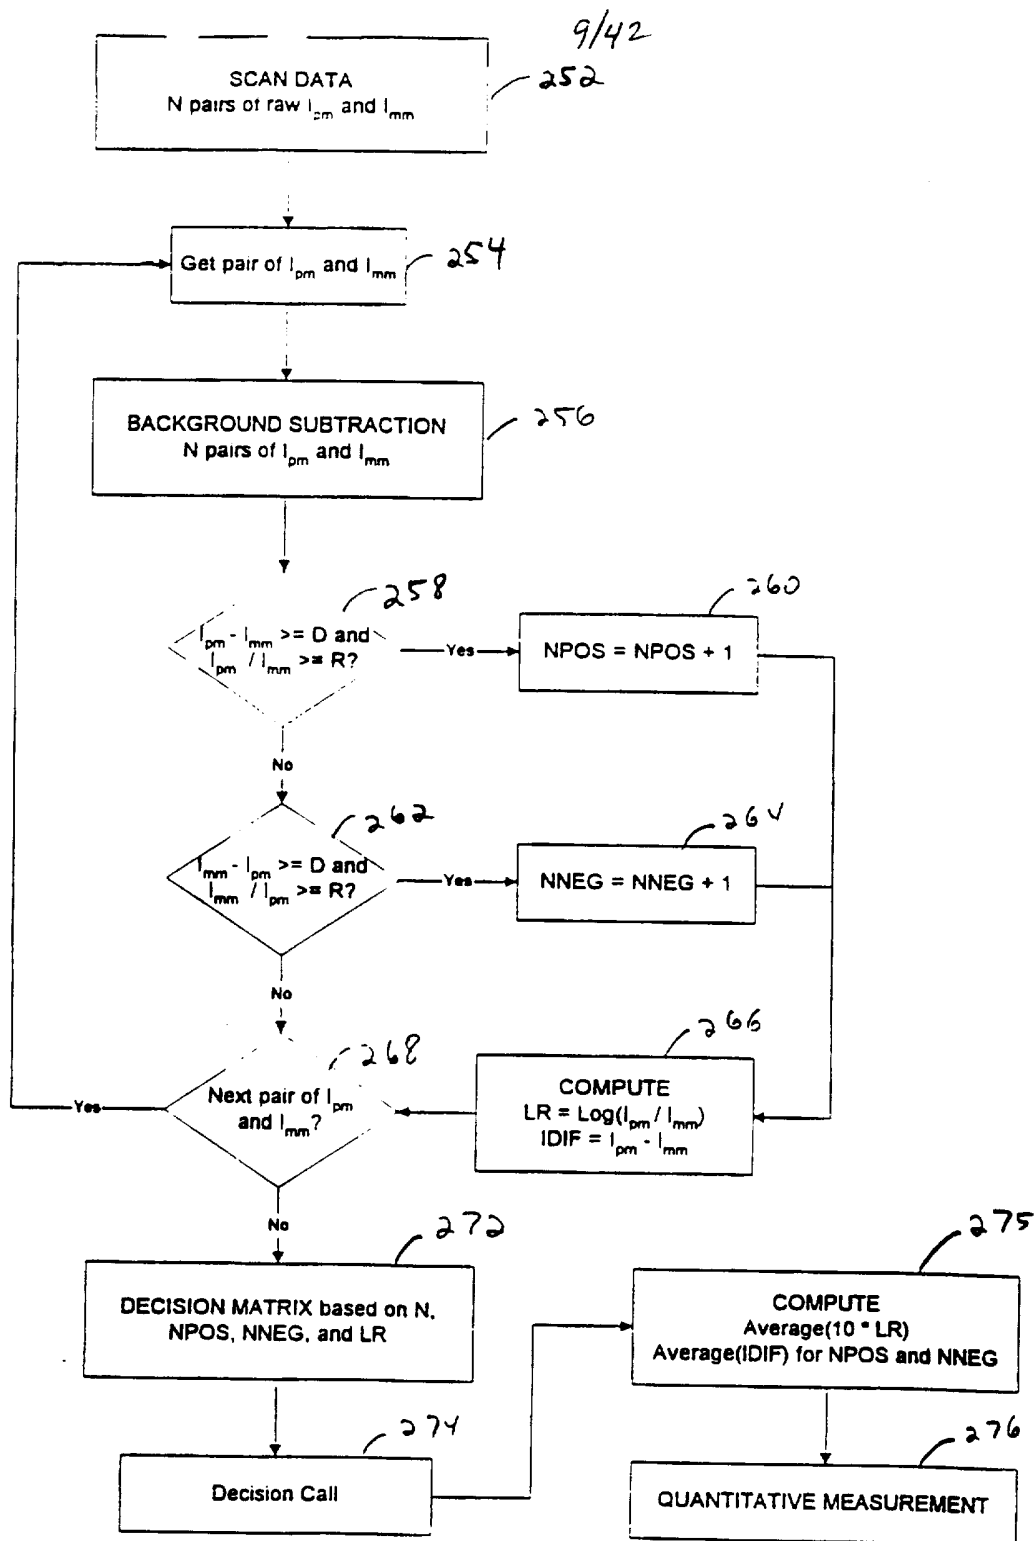 9/42
SCAN DATA
N pairs of raw I_pm and I_mm
252
Get pair of I_pm and I_mm
254
BACKGROUND SUBTRACTION
N pairs of I_pm and I_mm
256
258
I_pm - I_mm >= D and
I_pm / I_mm >= R?
Yes
260
NPOS = NPOS + 1
No
262
I_mm - I_pm >= D and
I_mm / I_pm >= R?
Yes
264
NNEG = NNEG + 1
No
266
COMPUTE
LR = Log(I_pm / I_mm)
IDIF = I_pm - I_mm
268
Next pair of I_pm
and I_mm?
Yes
No
272
DECISION MATRIX based on N,
NPOS, NNEG, and LR
274
Decision Call
275
COMPUTE
Average(10 * LR)
Average(IDIF) for NPOS and NNEG
276
QUANTITATIVE MEASUREMENT